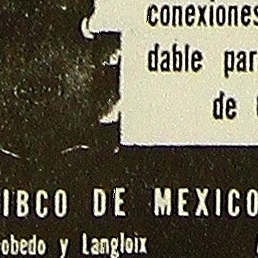 conexiones
dable par
de
IBCO DE MEXICO
obedo y Langloix